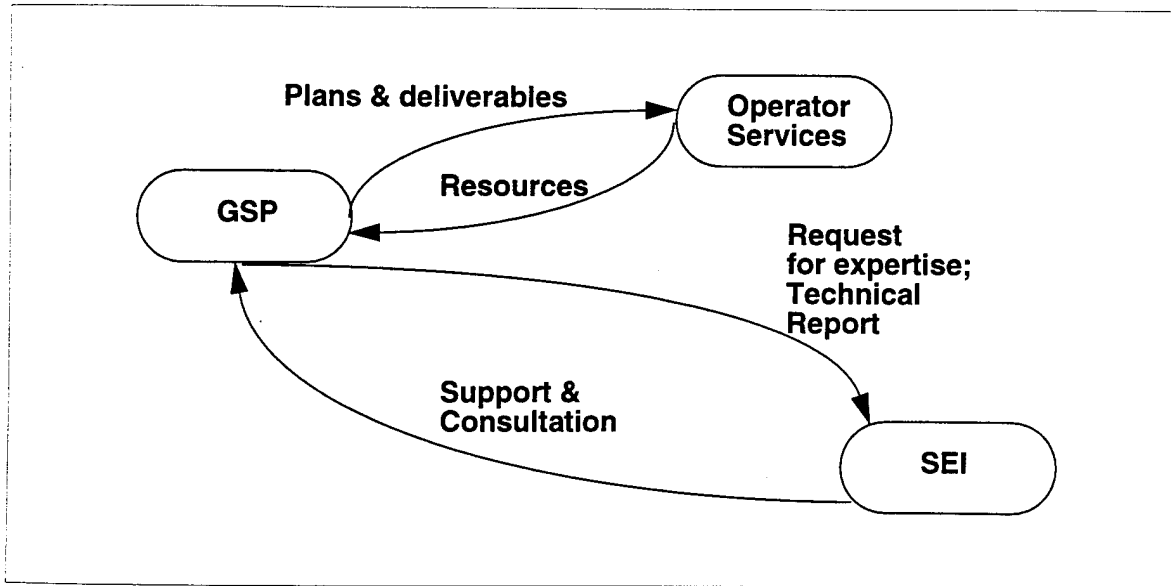 Plans & deliverables
Operator
Services
Resources
GSP
Request
for expertise;
Technical
Report
Support &
Consultation
SEI